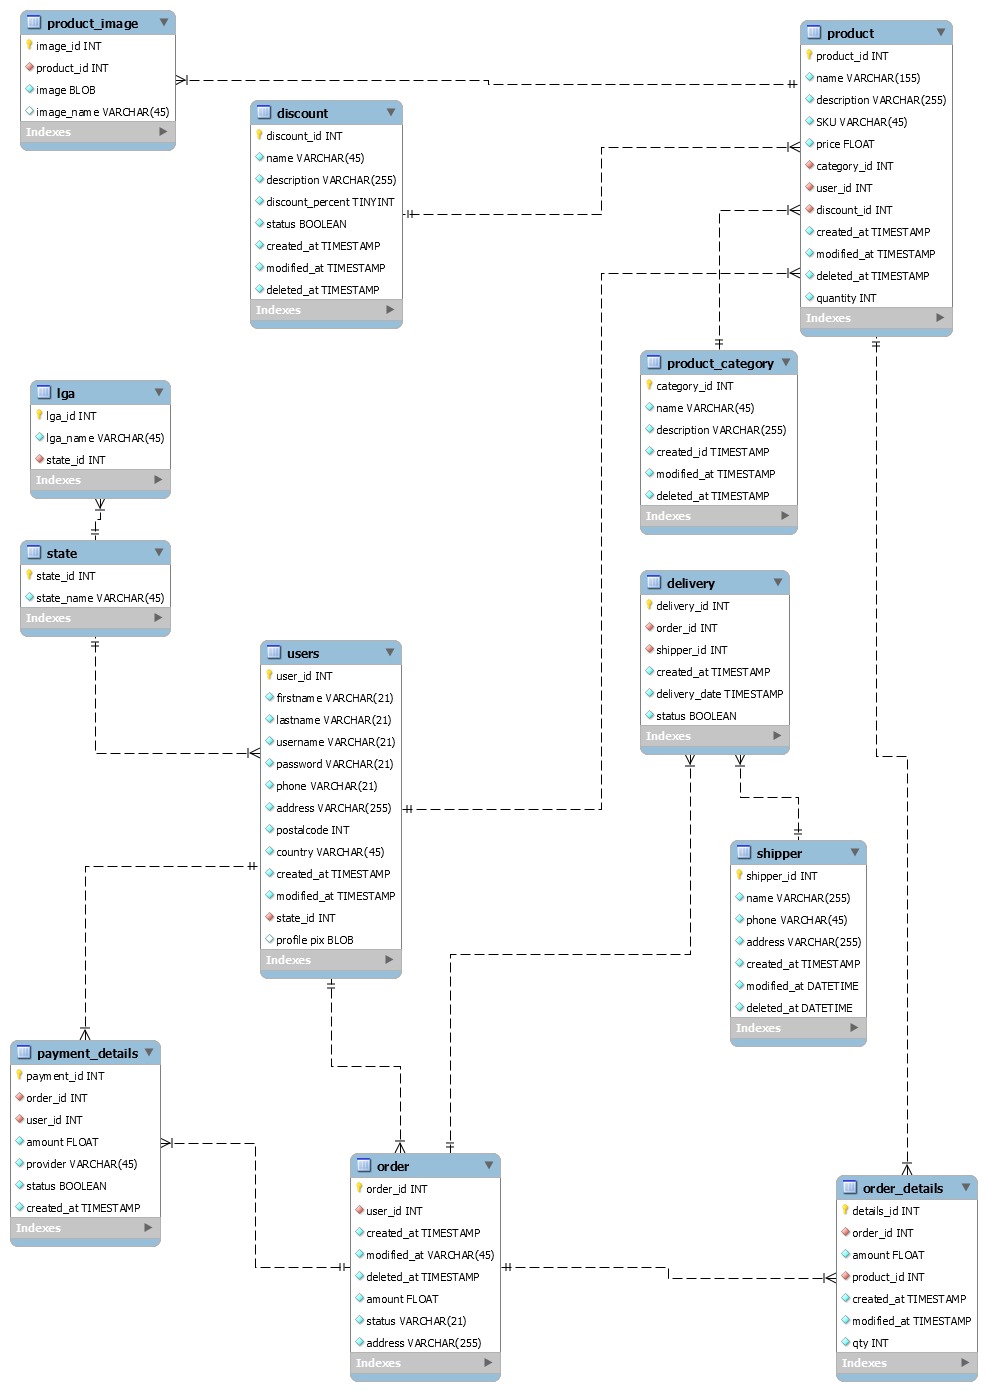 product_image
image_id INT
product_id INT
image BLOB
image_name VARCHAR(45)
Indexes
product
product_id INT
name VARCHAR(155)
description VARCHAR(255)
SKU VARCHAR(45)
price FLOAT
category_id INT
user_id INT
discount_id INT
created_at TIMESTAMP
modified_at TIMESTAMP
deleted_at TIMESTAMP
quantity INT
Indexes
discount
discount_id INT
name VARCHAR(45)
description VARCHAR(255)
discount_percent TINYINT
status BOOLEAN
created_at TIMESTAMP
modified_at TIMESTAMP
deleted_at TIMESTAMP
Indexes
product_category
category_id INT
name VARCHAR(45)
description VARCHAR(255)
created_id TIMESTAMP
modified_at TIMESTAMP
deleted_at TIMESTAMP
Indexes
lga
lga_id INT
lga_name VARCHAR(45)
state_id INT
Indexes
state
state_id INT
state_name VARCHAR(45)
Indexes
users
user_id INT
firstname VARCHAR(21)
lastname VARCHAR(21)
username VARCHAR(21)
password VARCHAR(21)
phone VARCHAR(21)
address VARCHAR(255)
postalcode INT
country VARCHAR(45)
created_at TIMESTAMP
modified_at TIMESTAMP
state_id INT
profile pix BLOB
Indexes
delivery
delivery_id INT
order_id INT
shipper_id INT
created_at TIMESTAMP
delivery_date TIMESTAMP
status BOOLEAN
Indexes
shipper
shipper_id INT
name VARCHAR(255)
phone VARCHAR(45)
address VARCHAR(255)
created_at TIMESTAMP
modified_at DATETIME
deleted_at DATETIME
Indexes
payment_details
payment_id INT
order_id INT
user_id INT
amount FLOAT
provider VARCHAR(45)
status BOOLEAN
created_at TIMESTAMP
Indexes
order
order_id INT
user_id INT
created_at TIMESTAMP
modified_at VARCHAR(45)
deleted_at TIMESTAMP
amount FLOAT
status VARCHAR(21)
address VARCHAR(255)
Indexes
order_details
details_id INT
order_id INT
amount FLOAT
product_id INT
created_at TIMESTAMP
modified_at TIMESTAMP
qty INT
Indexes